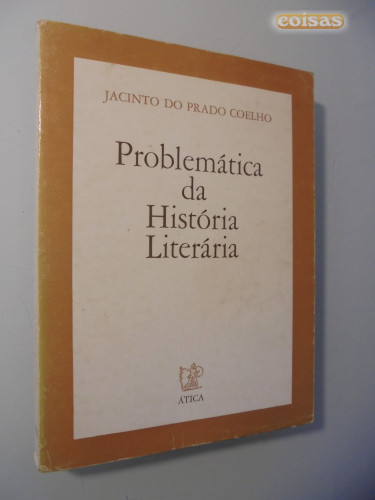 coisas
JACINTO DO PRADO COELHO
Problemática
da
História
Literária
ÁTICA